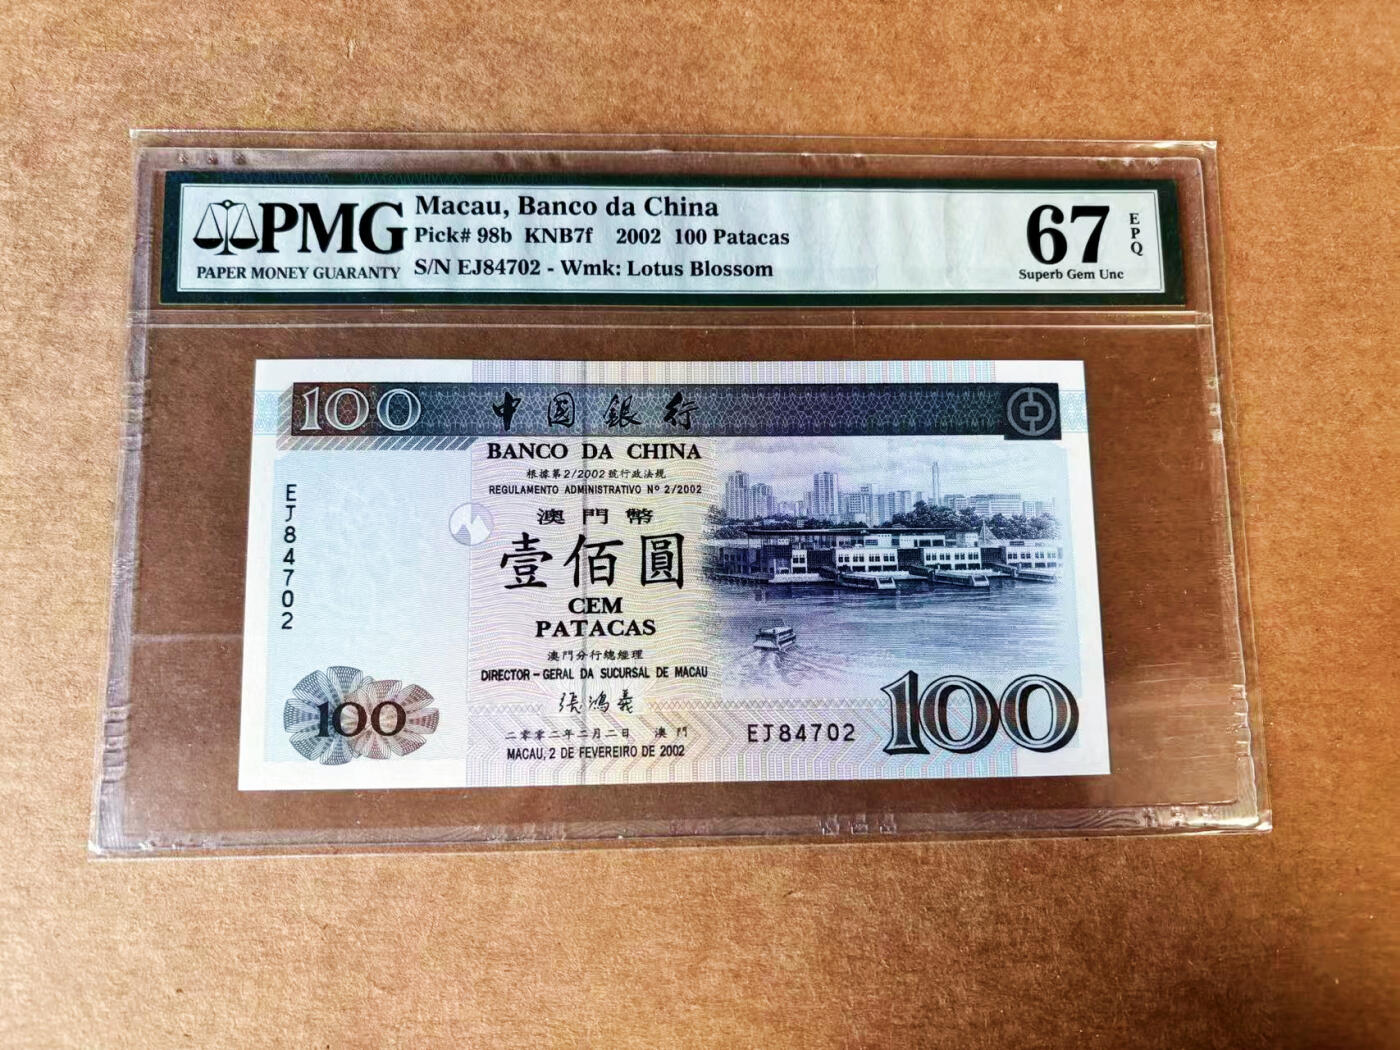 PMG
PAPER MONEY GUARANTY
Macau, Banco da China
Pick# 98b KNB7f 2002 100 Patacas
S/N EJ84702 - Wmk: Lotus Blossom
67
EPQ
Superb Gem Unc
100
中國銀行
BANCO DA CHINA
根據第2/2002號行政法規
REGULAMENTO ADMINISTRATIVO Nº 2/2002
澳門幣
壹佰圓
CEM
PATACAS
澳門分行總經理
DIRECTOR - GERAL DA SUCURSAL DE MACAU
張鴻義
二零零二年二月二日 澳門
MACAU, 2 DE FEVEREIRO DE 2002
EJ84702
100
EJ84702
100